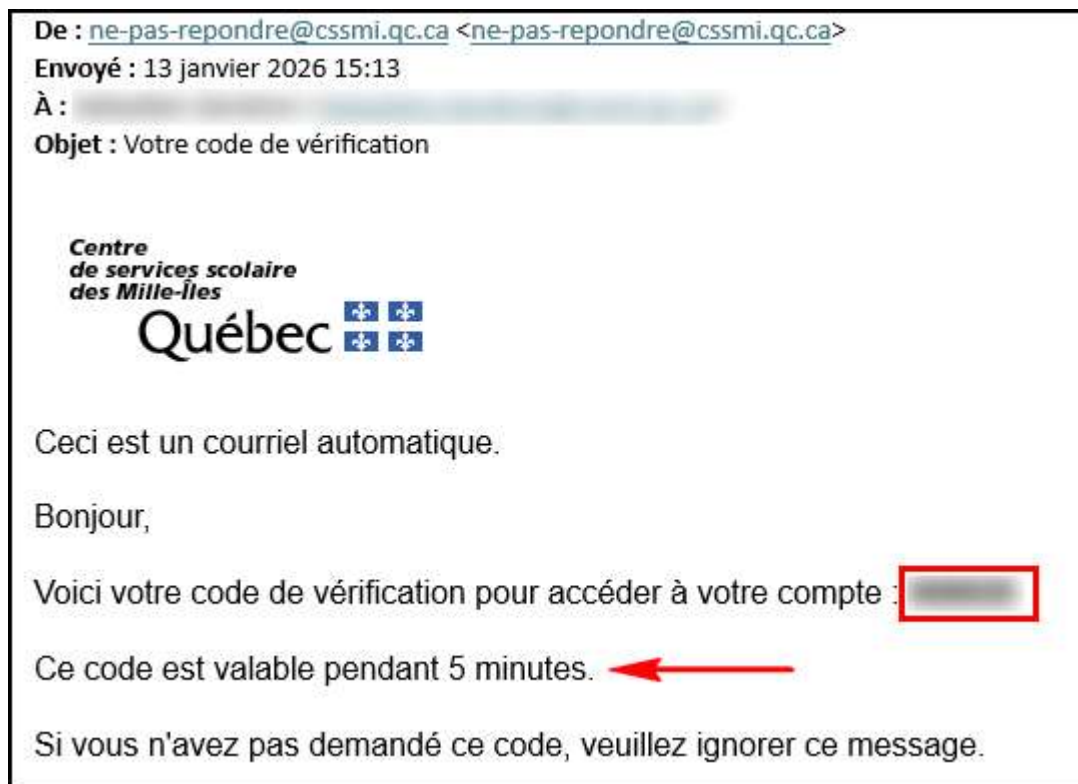 De : ne-pas-repondre@cssmi.qc.ca <ne-pas-repondre@cssmi.qc.ca>
Envoyé : 13 janvier 2026 15:13
À :
Objet : Votre code de vérification
Centre
de services scolaire
des Mille-Îles
Québec
Ceci est un courriel automatique.
Bonjour,
Voici votre code de vérification pour accéder à votre compte :
Ce code est valable pendant 5 minutes.
Si vous n'avez pas demandé ce code, veuillez ignorer ce message.